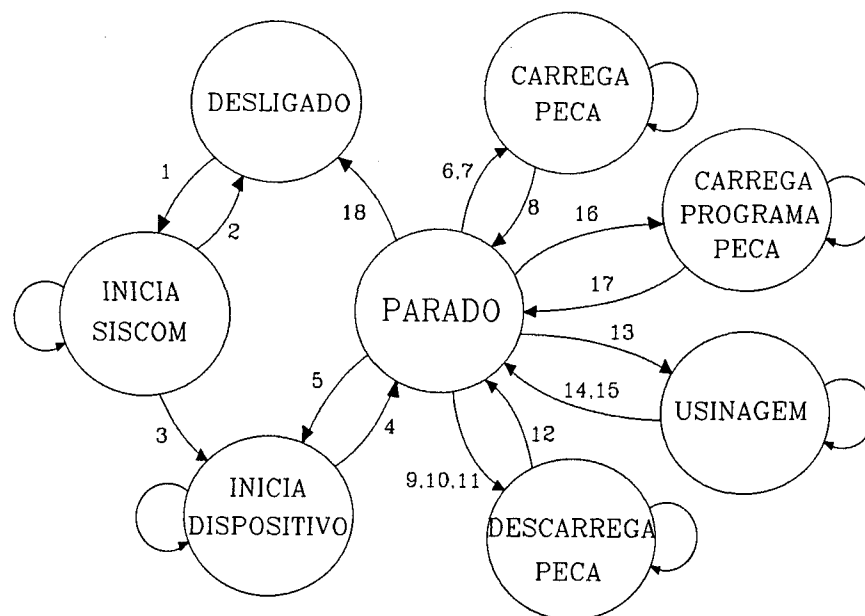 DESLIGADO
CARREGA
PECA
1
2
18
6,7
8
CARREGA
PROGRAMA
PECA
16
17
INICIA
SISCOM
PARADO
13
14,15
USINAGEM
3
5
4
12
9,10,11
INICIA
DISPOSITIVO
DESCARREGA
PECA